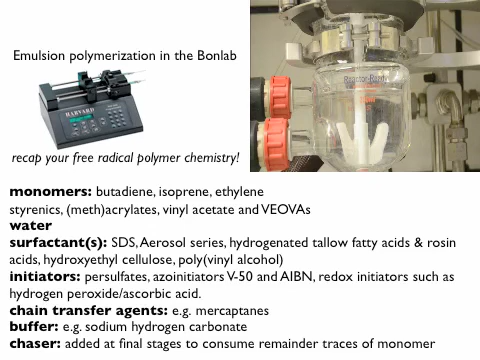 Emulsion polymerization in the Bonlab
HARVARD
Reactor-Ready
recap your free radical polymer chemistry!
monomers: butadiene, isoprene, ethylene
styrenics, (meth)acrylates, vinyl acetate and VEOVAs
water
surfactant(s): SDS, Aerosol series, hydrogenated tallow fatty acids & rosin
acids, hydroxyethyl cellulose, poly(vinyl alcohol)
initiators: persulfates, azoinitiators V-50 and AIBN, redox initiators such as
hydrogen peroxide/ascorbic acid.
chain transfer agents: e.g. mercaptanes
buffer: e.g. sodium hydrogen carbonate
chaser: added at final stages to consume remainder traces of monomer